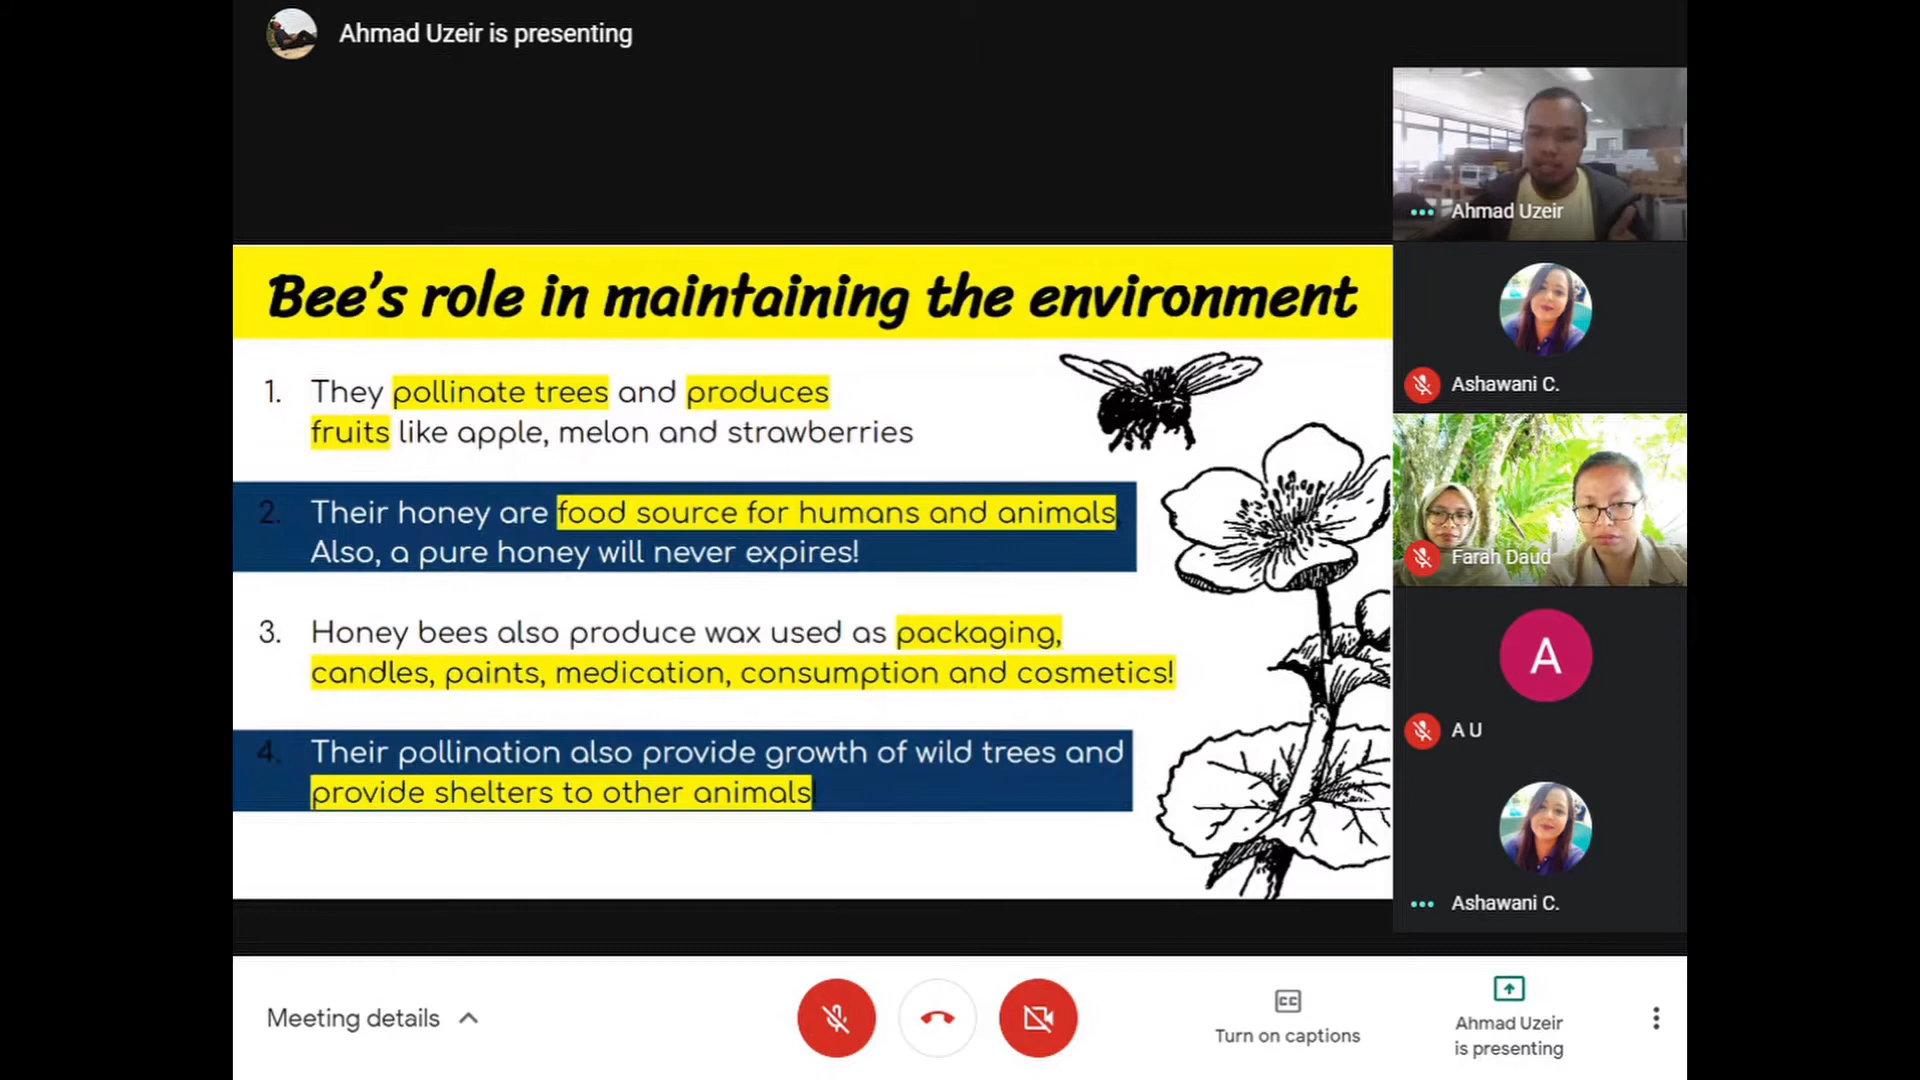 Ahmad Uzeir is presenting
Bee's role in maintaining the environment
1. They pollinate trees and produces
fruits like apple, melon and strawberries
2. Their honey are food source for humans and animals.
Also, a pure honey will never expires!
3. Honey bees also produce wax used as packaging,
candles, paints, medication, consumption and cosmetics!
4. Their pollination also provide growth of wild trees and
provide shelters to other animals!
Ahmad Uzeir
Ashawani C.
Farah Daud
A
A U
Ashawani C.
Meeting details
CC
Turn on captions
Ahmad Uzeir
is presenting